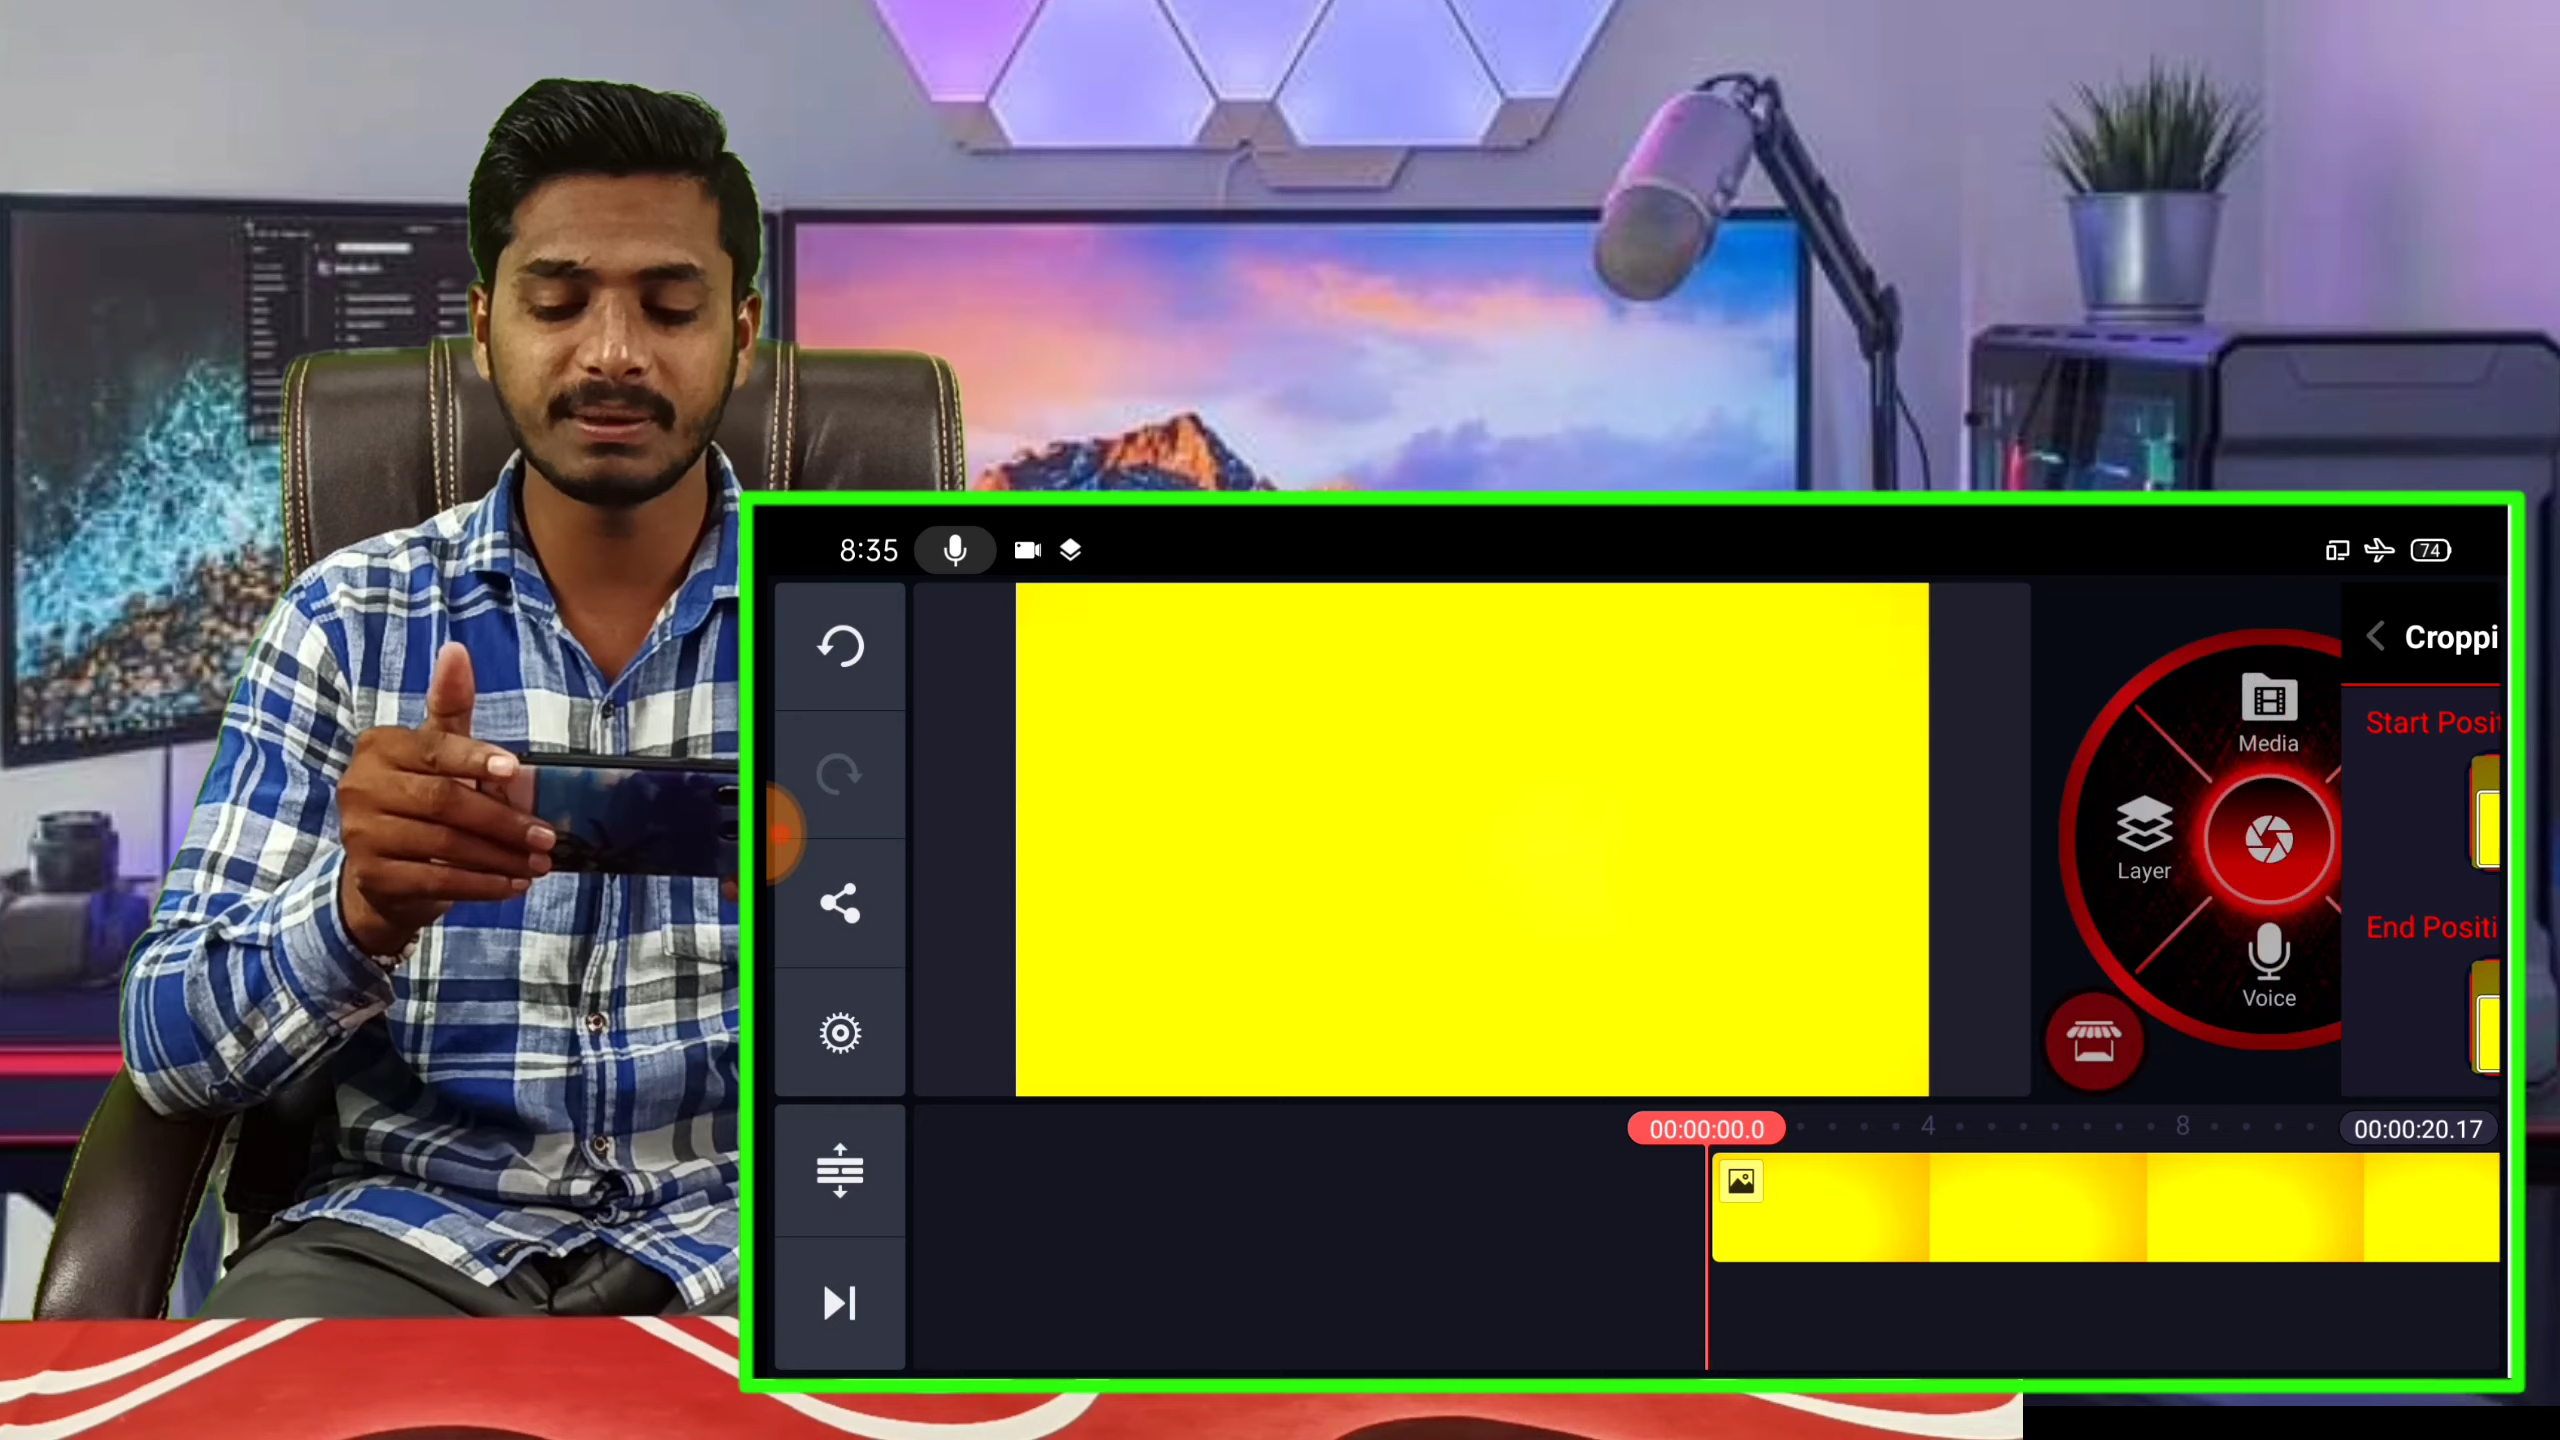 8:35
74
Croppi
Media
Start Posit
Layer
End Positi
Voice
00:00:00.0
4
8
00:00:20.17